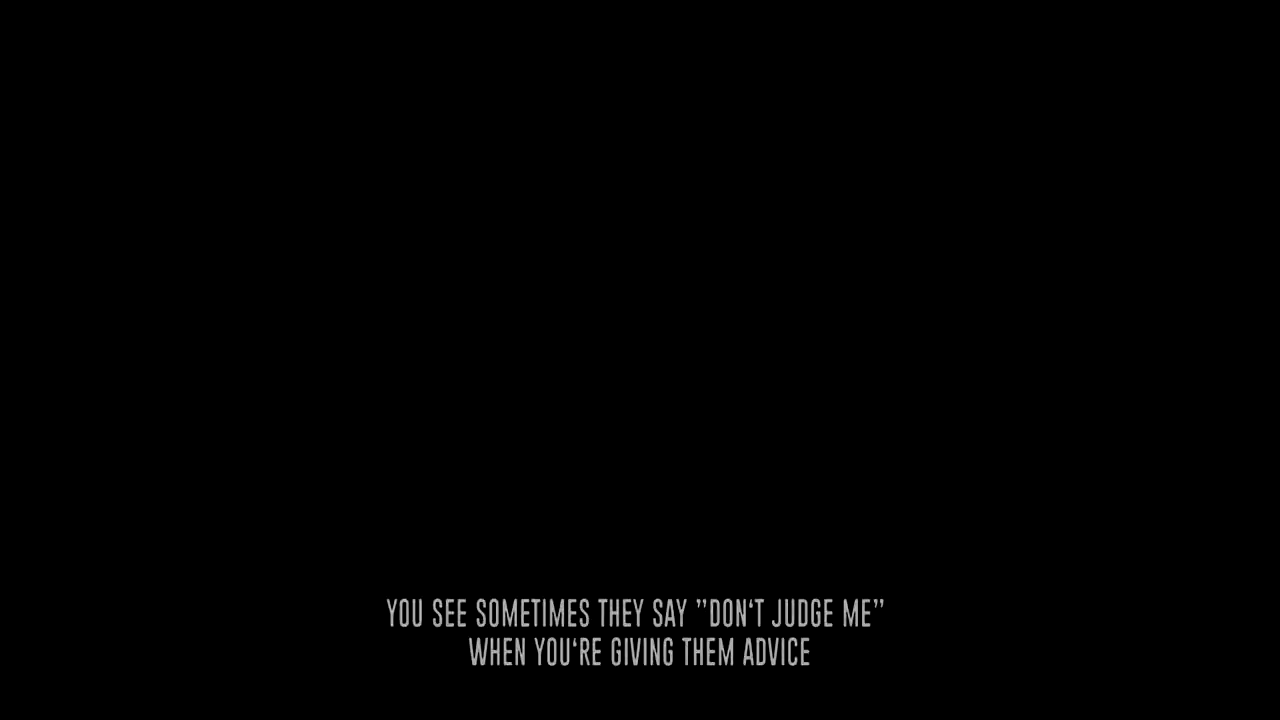 YOU SEE SOMETIMES THEY SAY ”DON‘T JUDGE ME”
WHEN YOU‘RE GIVING THEM ADVICE